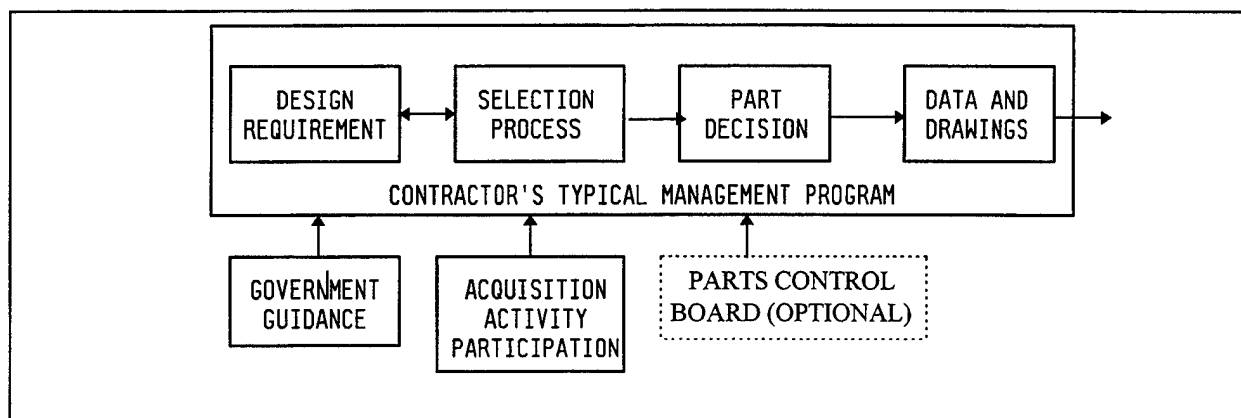 DESIGN
REQUIREMENT
SELECTION
PROCESS
PART
DECISION
DATA AND
DRAWINGS
CONTRACTOR'S TYPICAL MANAGEMENT PROGRAM
GOVERNMENT
GUIDANCE
ACQUISITION
ACTIVITY
PARTICIPATION
PARTS CONTROL
BOARD (OPTIONAL)